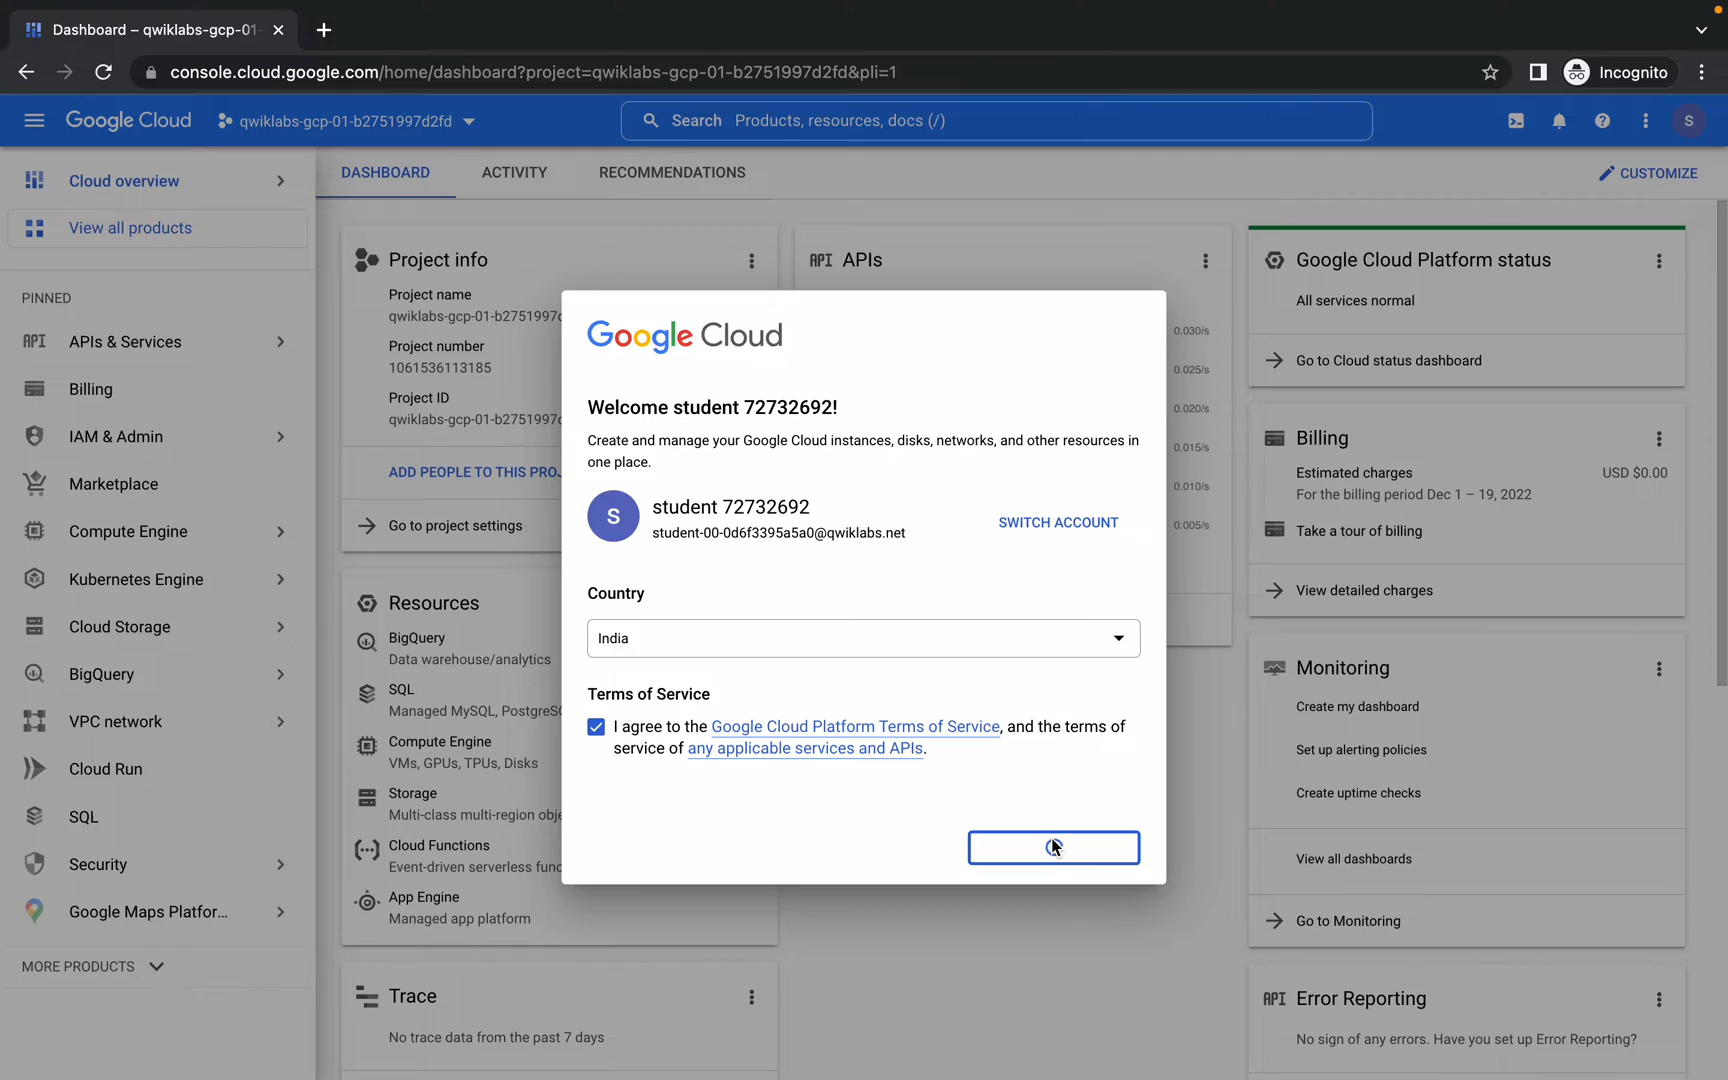 Dashboard – qwiklabs-gcp-01-
console.cloud.google.com/home/dashboard?project=qwiklabs-gcp-01-b2751997d2fd&pli=1
Incognito
Google Cloud
qwiklabs-gcp-01-b2751997d2fd
Search Products, resources, docs (/)
S
Cloud overview
View all products
PINNED
API APIs & Services
Billing
IAM & Admin
Marketplace
Compute Engine
Kubernetes Engine
Cloud Storage
BigQuery
VPC network
Cloud Run
SQL
Security
Google Maps Platfor...
MORE PRODUCTS
DASHBOARD
ACTIVITY
RECOMMENDATIONS
CUSTOMIZE
Project info
Project name
qwiklabs-gcp-01-b2751997d
Project number
1061536113185
Project ID
qwiklabs-gcp-01-b2751997d
ADD PEOPLE TO THIS PROJ
Go to project settings
Resources
BigQuery
Data warehouse/analytics
SQL
Managed MySQL, PostgreS
Compute Engine
VMs, GPUs, TPUs, Disks
Storage
Multi-class multi-region obje
Cloud Functions
Event-driven serverless func
App Engine
Managed app platform
Trace
No trace data from the past 7 days
API APIs
0.030/s
0.025/s
0.020/s
0.015/s
0.010/s
0.005/s
Google Cloud
Welcome student 72732692!
Create and manage your Google Cloud instances, disks, networks, and other resources in
one place.
S
student 72732692
student-00-0d6f3395a5a0@qwiklabs.net
SWITCH ACCOUNT
Country
India
Terms of Service
I agree to the Google Cloud Platform Terms of Service, and the terms of
service of any applicable services and APIs.
Google Cloud Platform status
All services normal
Go to Cloud status dashboard
Billing
Estimated charges USD $0.00
For the billing period Dec 1 – 19, 2022
Take a tour of billing
View detailed charges
Monitoring
Create my dashboard
Set up alerting policies
Create uptime checks
View all dashboards
Go to Monitoring
API Error Reporting
No sign of any errors. Have you set up Error Reporting?